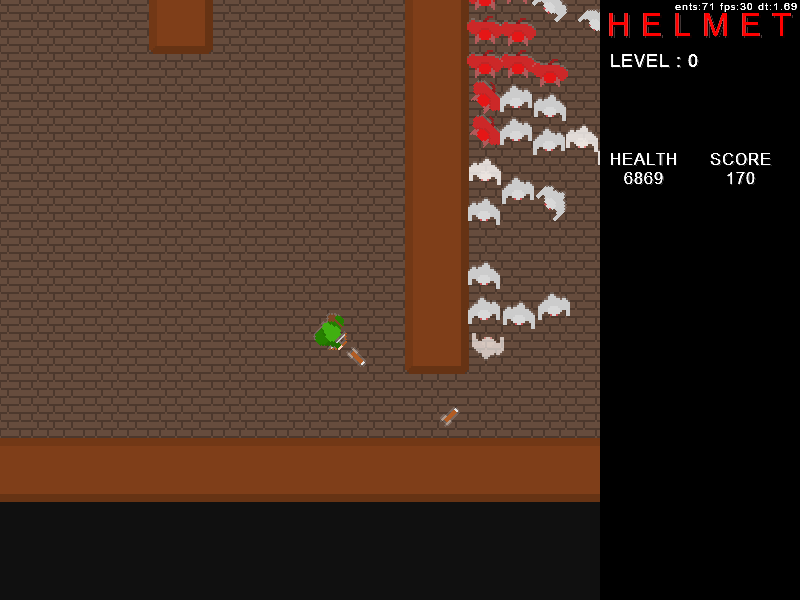 ents:71 fps:30 dt:1.69
HELMET
LEVEL : 0
HEALTH SCORE
6869 170